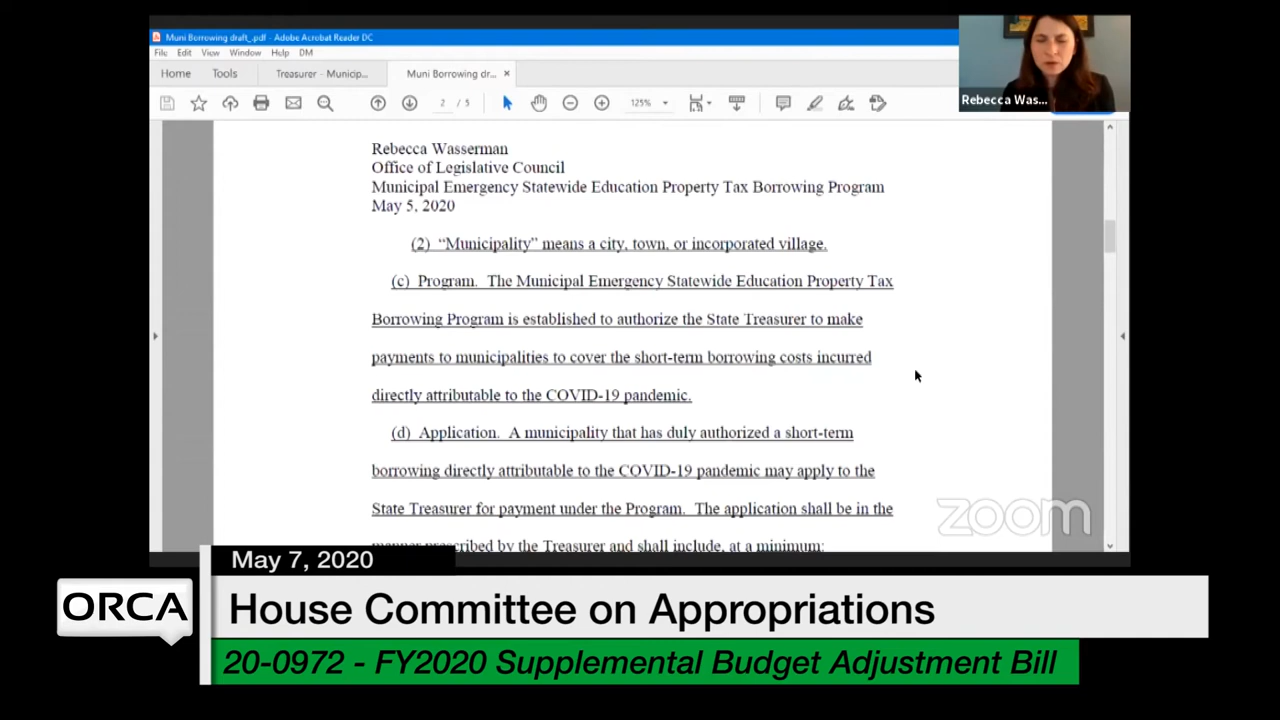 Muni Borrowing draft_.pdf - Adobe Acrobat Reader DC
File Edit View Window Help DM
Home Tools Treasurer - Municip... Muni Borrowing dr... ×
2 / 5 125%
Rebecca Was...
Rebecca Wasserman
Office of Legislative Council
Municipal Emergency Statewide Education Property Tax Borrowing Program
May 5, 2020
(2) “Municipality” means a city, town, or incorporated village.
(c) Program. The Municipal Emergency Statewide Education Property Tax
Borrowing Program is established to authorize the State Treasurer to make
payments to municipalities to cover the short-term borrowing costs incurred
directly attributable to the COVID-19 pandemic.
(d) Application. A municipality that has duly authorized a short-term
borrowing directly attributable to the COVID-19 pandemic may apply to the
State Treasurer for payment under the Program. The application shall be in the
manner prescribed by the Treasurer and shall include, at a minimum:
zoom
May 7, 2020
ORCA
House Committee on Appropriations
20-0972 - FY2020 Supplemental Budget Adjustment Bill